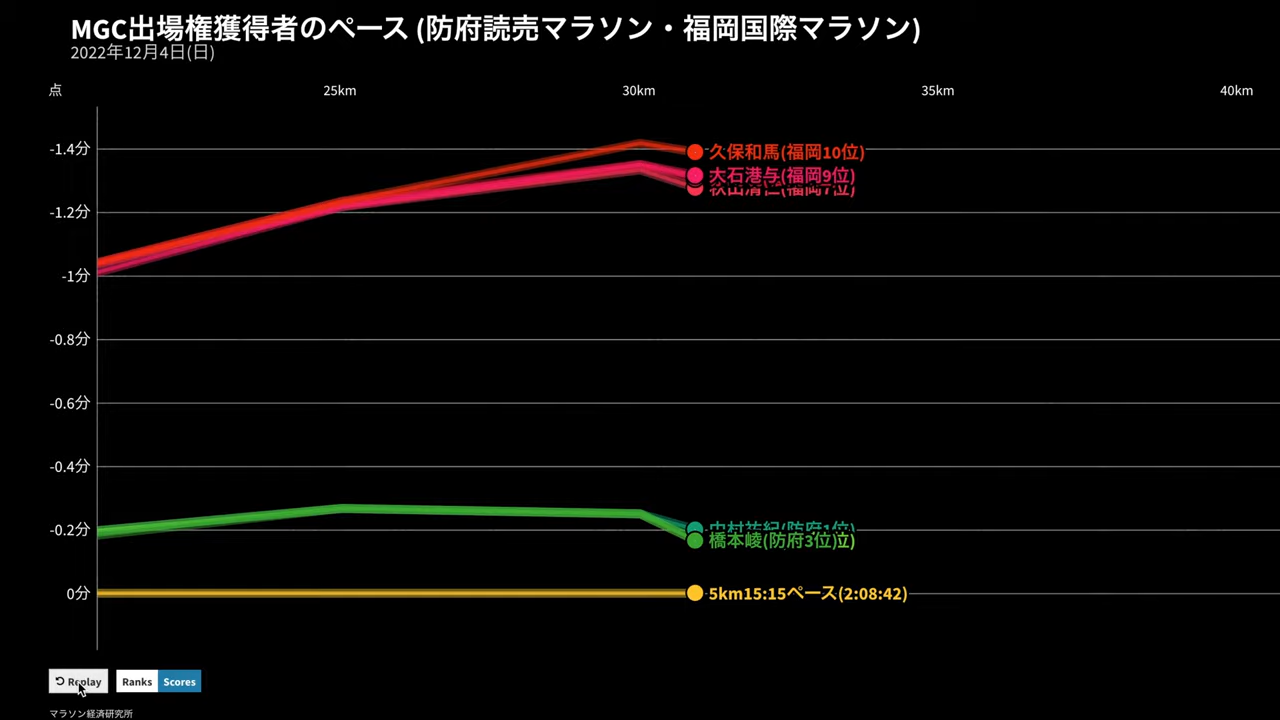 MGC出場権獲得者のペース (防府読売マラソン・福岡国際マラソン)
2022年12月4日(日)
点
25km
30km
35km
40km
-1.4分
久保和馬(福岡10位)
大石港与(福岡9位)
-1.2分
-1分
-0.8分
-0.6分
-0.4分
-0.2分
橋本崚(防府3位)
0分
5km15:15ペース(2:08:42)
Replay
Ranks
Scores
マラソン経済研究所